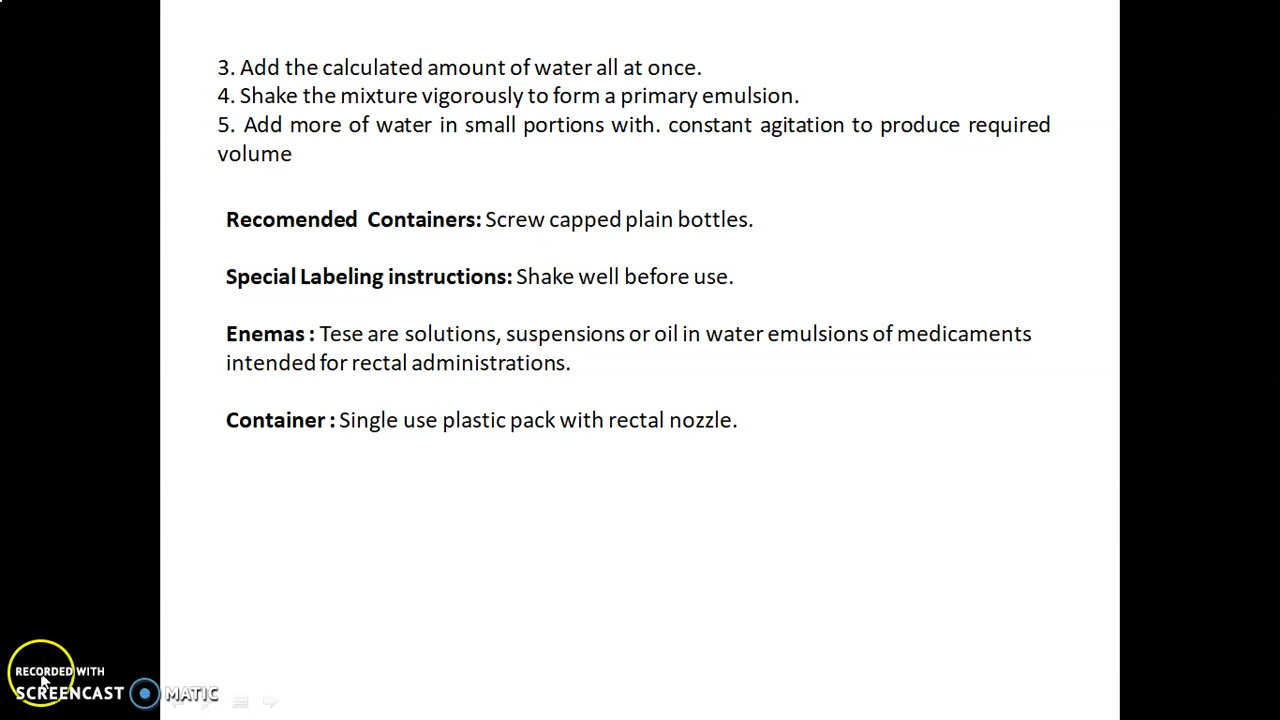 3. Add the calculated amount of water all at once.
4. Shake the mixture vigorously to form a primary emulsion.
5. Add more of water in small portions with. constant agitation to produce required
volume
Recomended Containers: Screw capped plain bottles.
Special Labeling instructions: Shake well before use.
Enemas : Tese are solutions, suspensions or oil in water emulsions of medicaments
intended for rectal administrations.
Container : Single use plastic pack with rectal nozzle.
RECORDED WITH
SCREENCAST MATIC